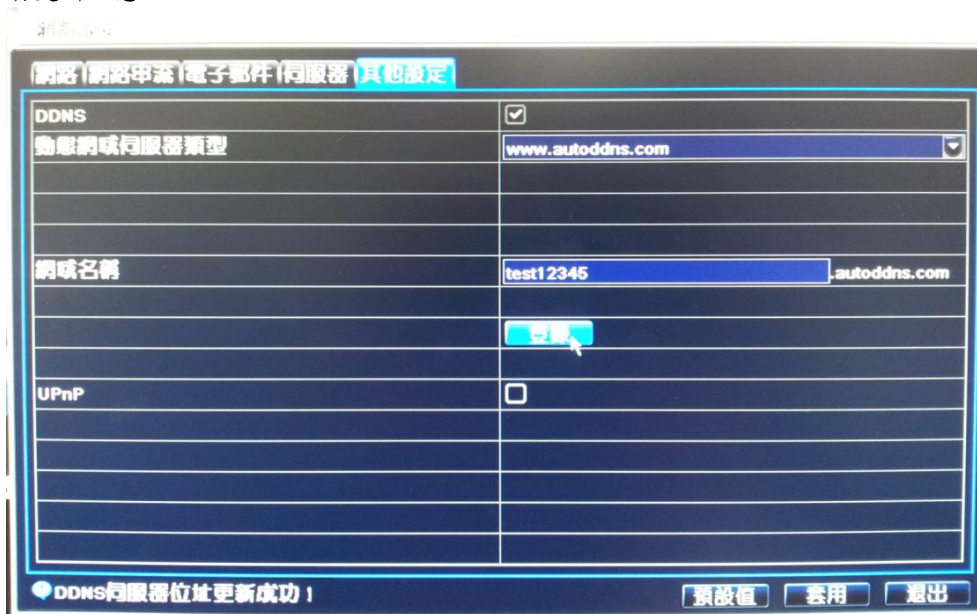 網路 網路串流 電子郵件 伺服器 其他設定
DDNS
動態網域伺服器類型 www.autoddns.com
網域名稱 test12345 .autoddns.com
登錄
UPnP
DDNS伺服器位址更新成功！
預設值 套用 退出